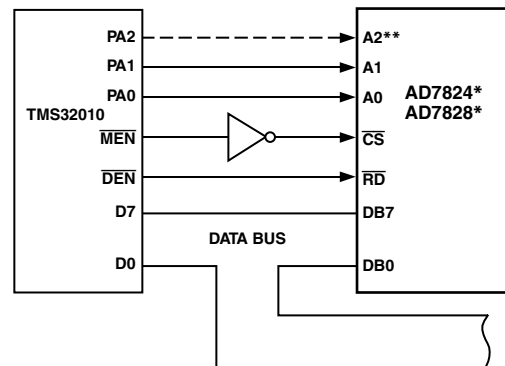 PA2
PA1
PA0
TMS32010
MEN
DEN
D7
D0
DATA BUS
A2**
A1
A0
AD7824*
AD7828*
CS
RD
DB7
DB0